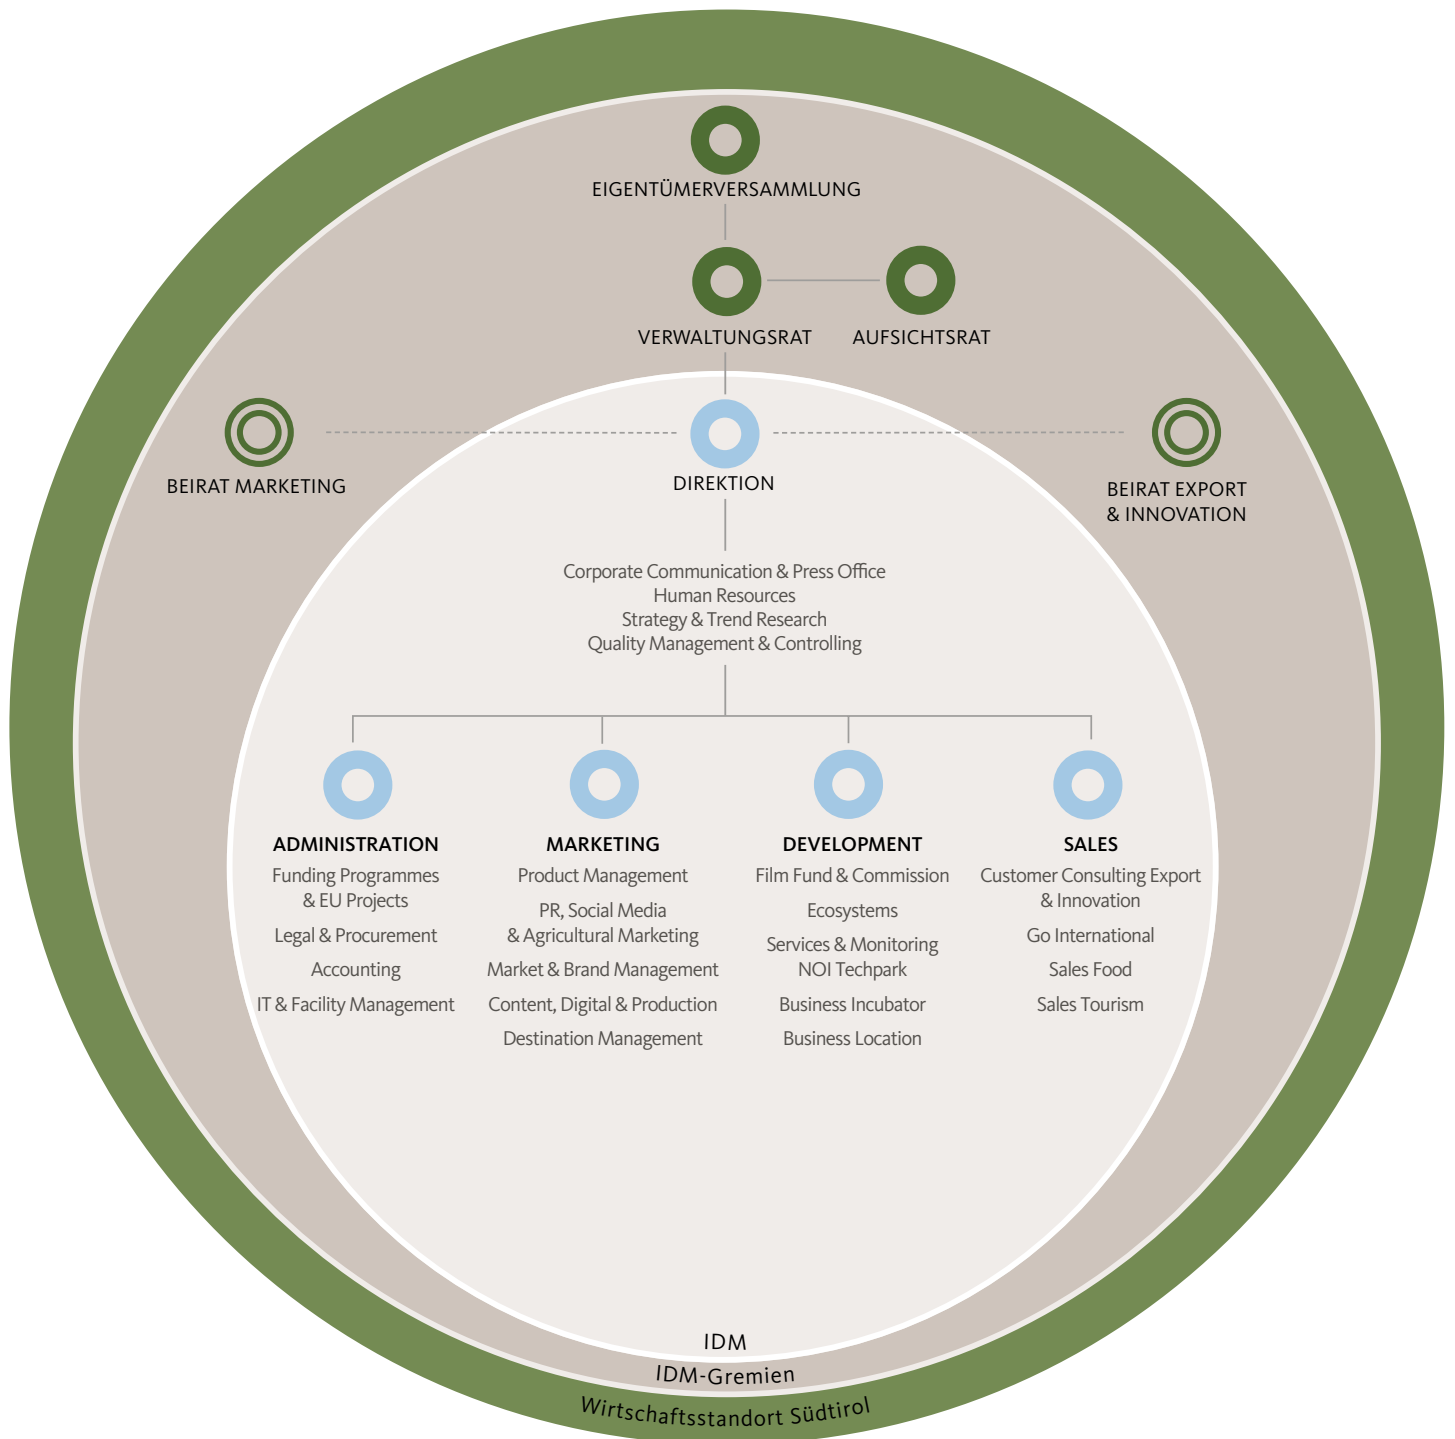 EIGENTÜMERVERSAMMLUNG
VERWALTUNGSRAT
AUFSICHTSRAT
BEIRAT MARKETING
DIREKTION
BEIRAT EXPORT
& INNOVATION
Corporate Communication & Press Office
Human Resources
Strategy & Trend Research
Quality Management & Controlling
ADMINISTRATION
Funding Programmes
& EU Projects
Legal & Procurement
Accounting
IT & Facility Management
MARKETING
Product Management
PR, Social Media
& Agricultural Marketing
Market & Brand Management
Content, Digital & Production
Destination Management
DEVELOPMENT
Film Fund & Commission
Ecosystems
Services & Monitoring
NOI Techpark
Business Incubator
Business Location
SALES
Customer Consulting Export
& Innovation
Go International
Sales Food
Sales Tourism
IDM
IDM-Gremien
Wirtschaftsstandort Südtirol